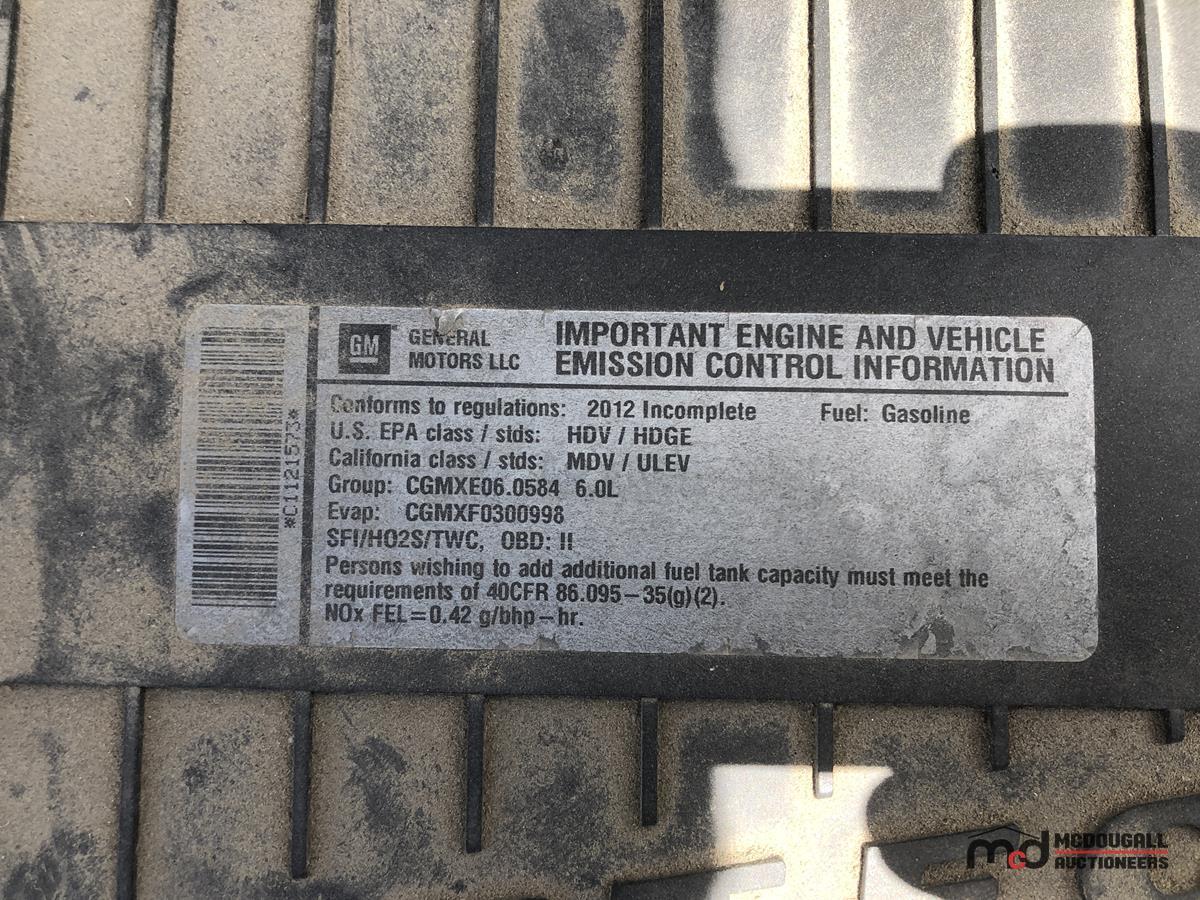 *C11211573*
GM
GENERAL
MOTORS LLC
IMPORTANT ENGINE AND VEHICLE
EMISSION CONTROL INFORMATION
Conforms to regulations: 2012 Incomplete Fuel: Gasoline
U.S. EPA class / stds: HDV / HDGE
California class / stds: MDV / ULEV
Group: CGMXE06.0584 6.0L
Evap: CGMXF0300998
SFI/HO2S/TWC, OBD: II
Persons wishing to add additional fuel tank capacity must meet the
requirements of 40CFR 86.095–35(g)(2).
NOx FEL=0.42 g/bhp–hr.
mcd MCDOUGALL
AUCTIONEERS